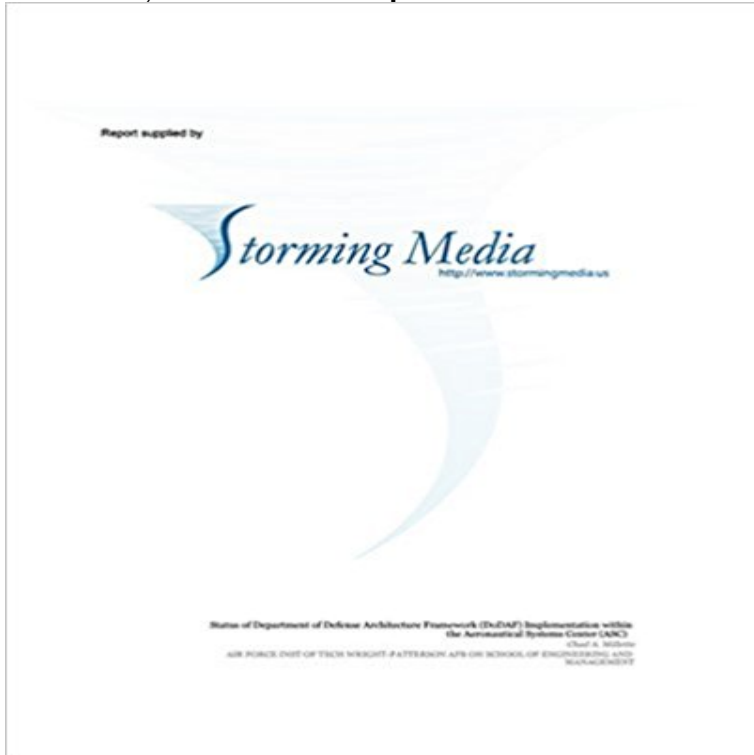 Report supplied by
Storming Media
http://www.stormingmedia.us
Status of Department of Defense Architecture Framework (DoDAF) Implementation within
the Aeronautical Systems Center (ASC)
Chad A. Millette
AIR FORCE INST OF TECH WRIGHT-PATTERSON AFB OH SCHOOL OF ENGINEERING AND
MANAGEMENT